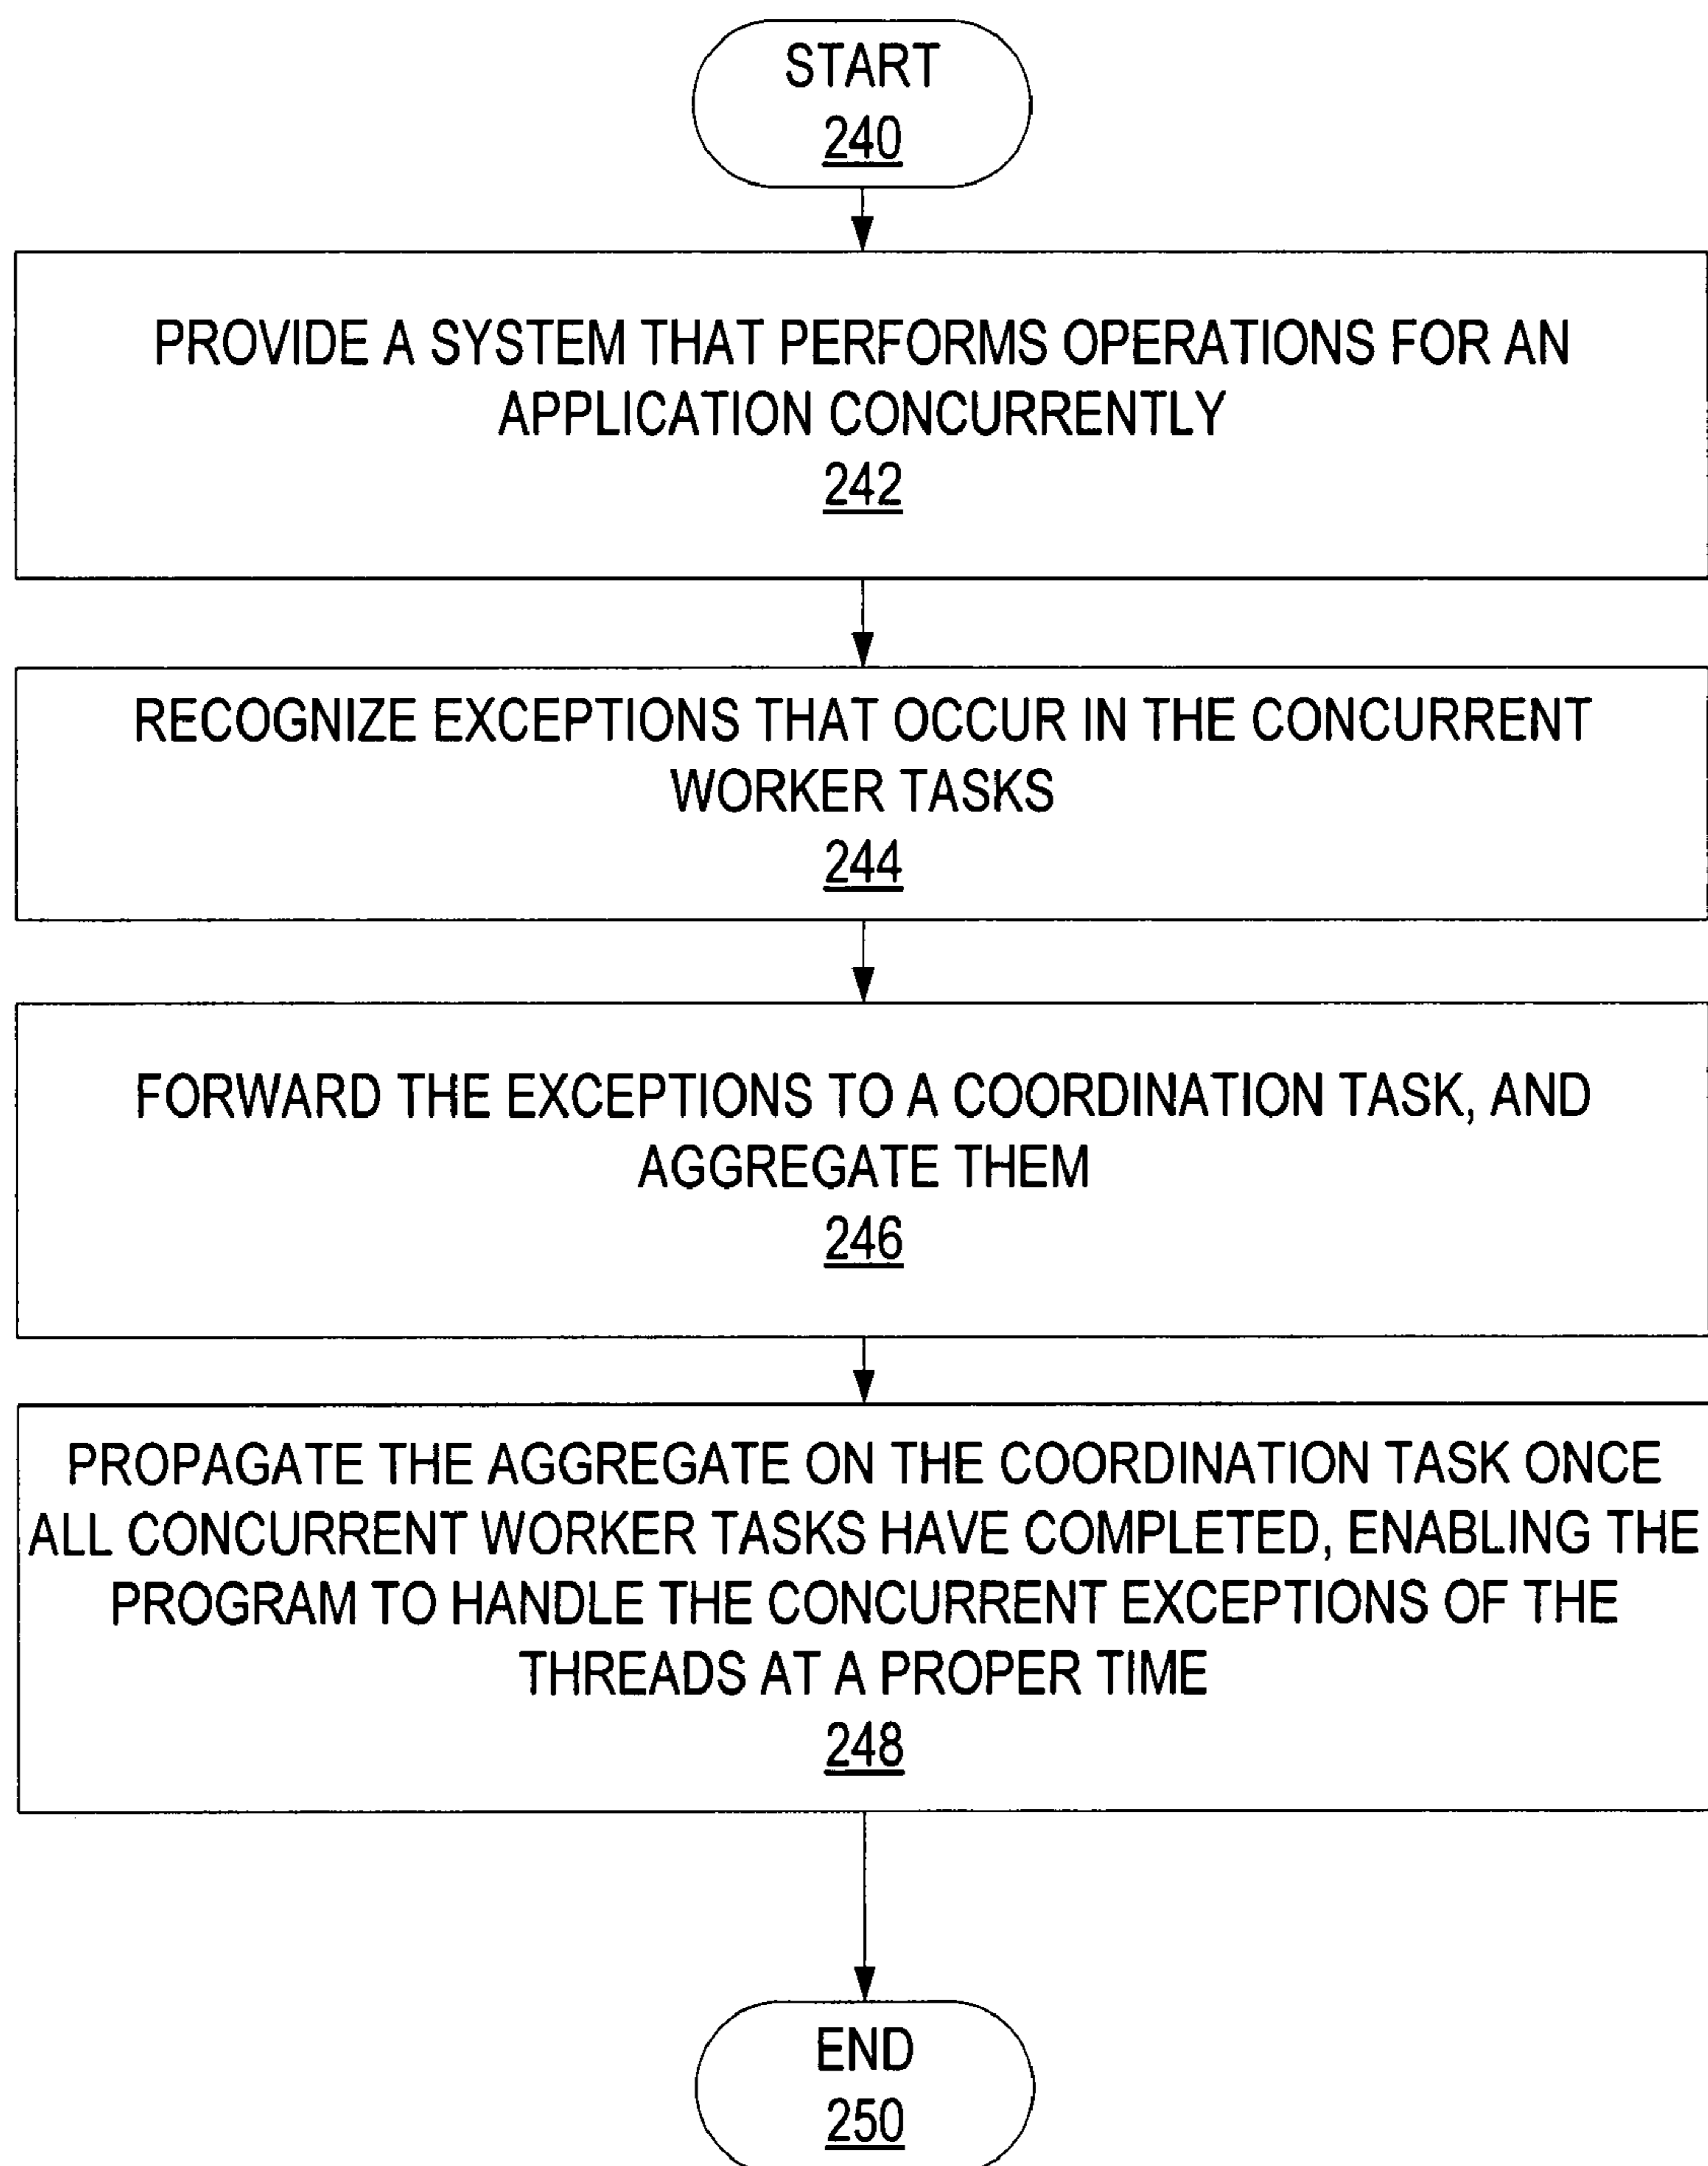 START
240
PROVIDE A SYSTEM THAT PERFORMS OPERATIONS FOR AN
APPLICATION CONCURRENTLY
242
RECOGNIZE EXCEPTIONS THAT OCCUR IN THE CONCURRENT
WORKER TASKS
244
FORWARD THE EXCEPTIONS TO A COORDINATION TASK, AND
AGGREGATE THEM
246
PROPAGATE THE AGGREGATE ON THE COORDINATION TASK ONCE
ALL CONCURRENT WORKER TASKS HAVE COMPLETED, ENABLING THE
PROGRAM TO HANDLE THE CONCURRENT EXCEPTIONS OF THE
THREADS AT A PROPER TIME
248
END
250